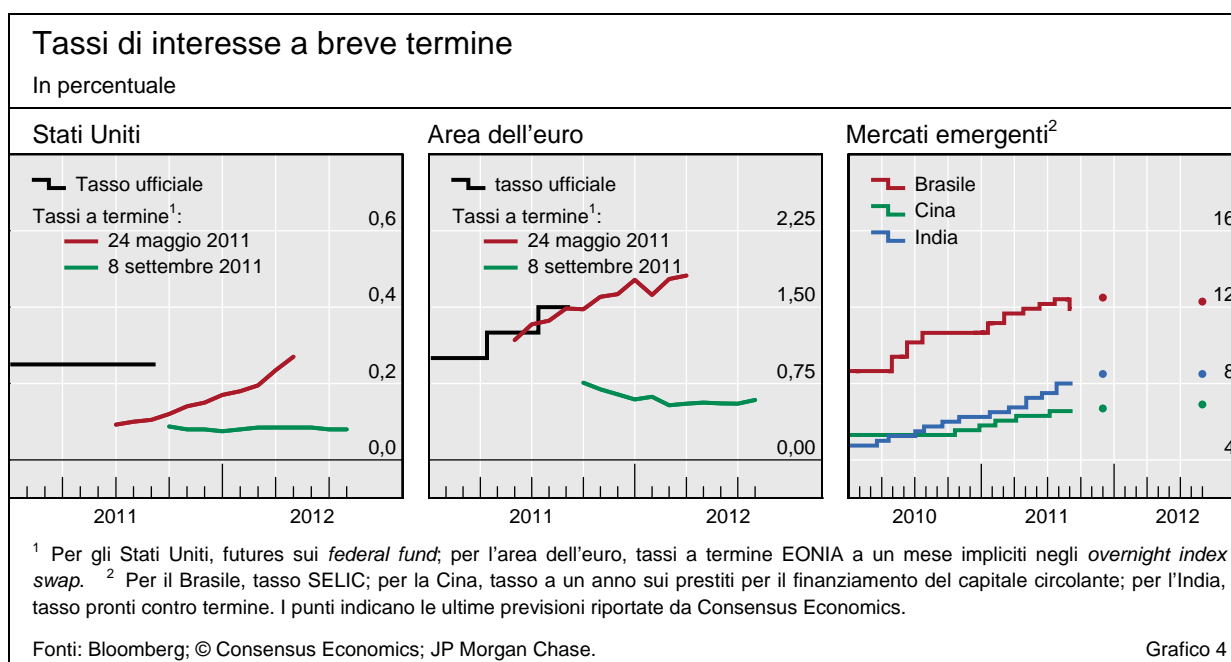 Tassi di interesse a breve termine
In percentuale
Stati Uniti
Tasso ufficiale
Tassi a termine1:
24 maggio 2011
8 settembre 2011
0,6
0,4
0,2
0,0
2011 2012
Area dell'euro
tasso ufficiale
Tassi a termine1:
24 maggio 2011
8 settembre 2011
2,25
1,50
0,75
0,00
2011 2012
Mercati emergenti2
Brasile
Cina
India
16
12
8
4
2010 2011 2012
1 Per gli Stati Uniti, futures sui federal fund; per l'area dell'euro, tassi a termine EONIA a un mese impliciti negli overnight index
swap. 2 Per il Brasile, tasso SELIC; per la Cina, tasso a un anno sui prestiti per il finanziamento del capitale circolante; per l'India,
tasso pronti contro termine. I punti indicano le ultime previsioni riportate da Consensus Economics.
Fonti: Bloomberg; © Consensus Economics; JP Morgan Chase. Grafico 4